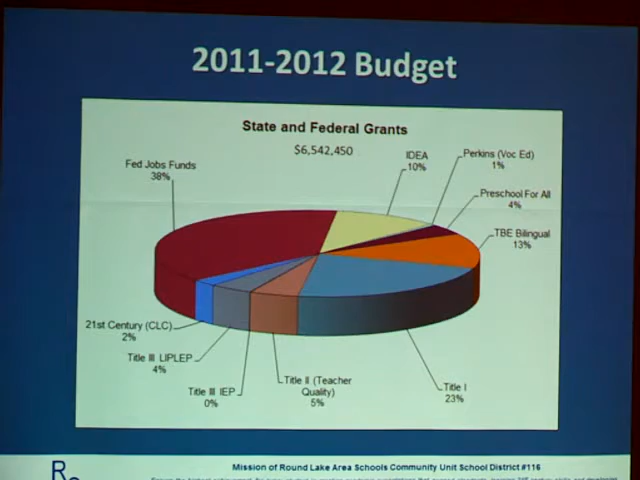 2011-2012 Budget
State and Federal Grants
$6,542,450
Fed Jobs Funds
38%
IDEA
10%
Perkins (Voc Ed)
1%
Preschool For All
4%
TBE Bilingual
13%
21st Century (CLC)
2%
Title III LIPLEP
4%
Title III IEP
0%
Title II (Teacher
Quality)
5%
Title I
23%
R
Mission of Round Lake Area Schools Community Unit School District #116